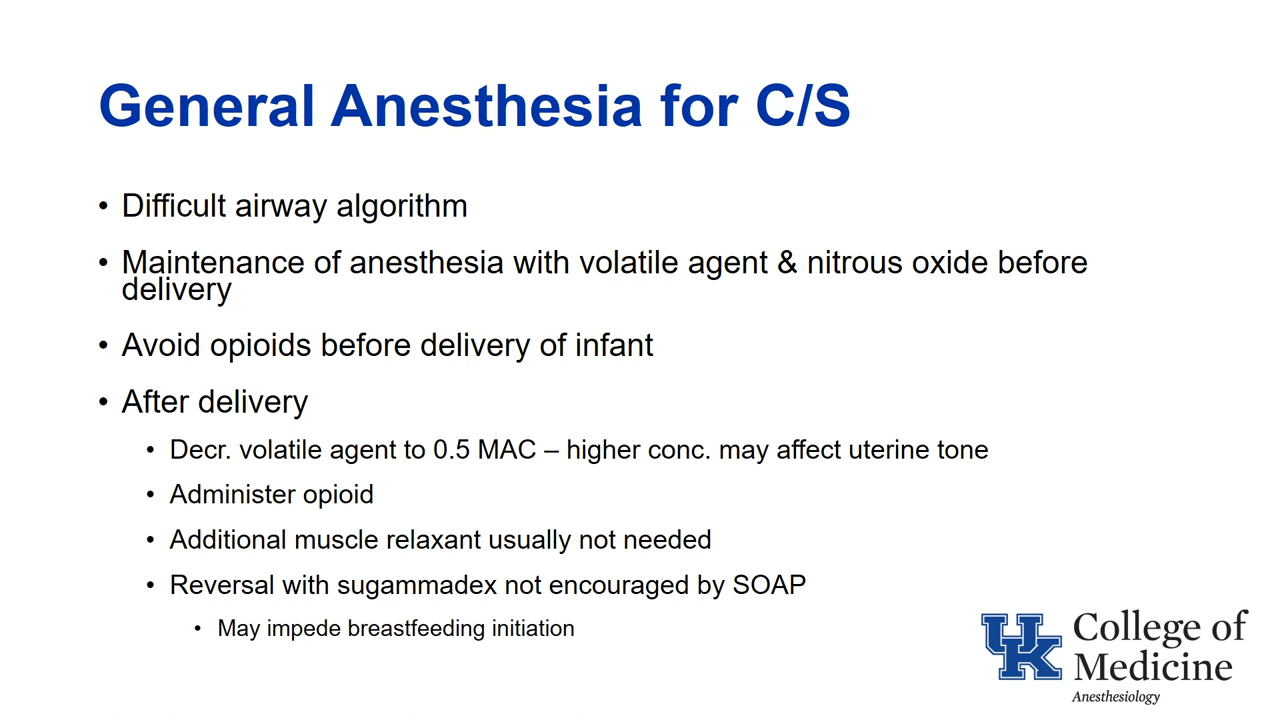 General Anesthesia for C/S
• Difficult airway algorithm
• Maintenance of anesthesia with volatile agent & nitrous oxide before
delivery
• Avoid opioids before delivery of infant
• After delivery
• Decr. volatile agent to 0.5 MAC – higher conc. may affect uterine tone
• Administer opioid
• Additional muscle relaxant usually not needed
• Reversal with sugammadex not encouraged by SOAP
• May impede breastfeeding initiation
UK College of
Medicine
Anesthesiology